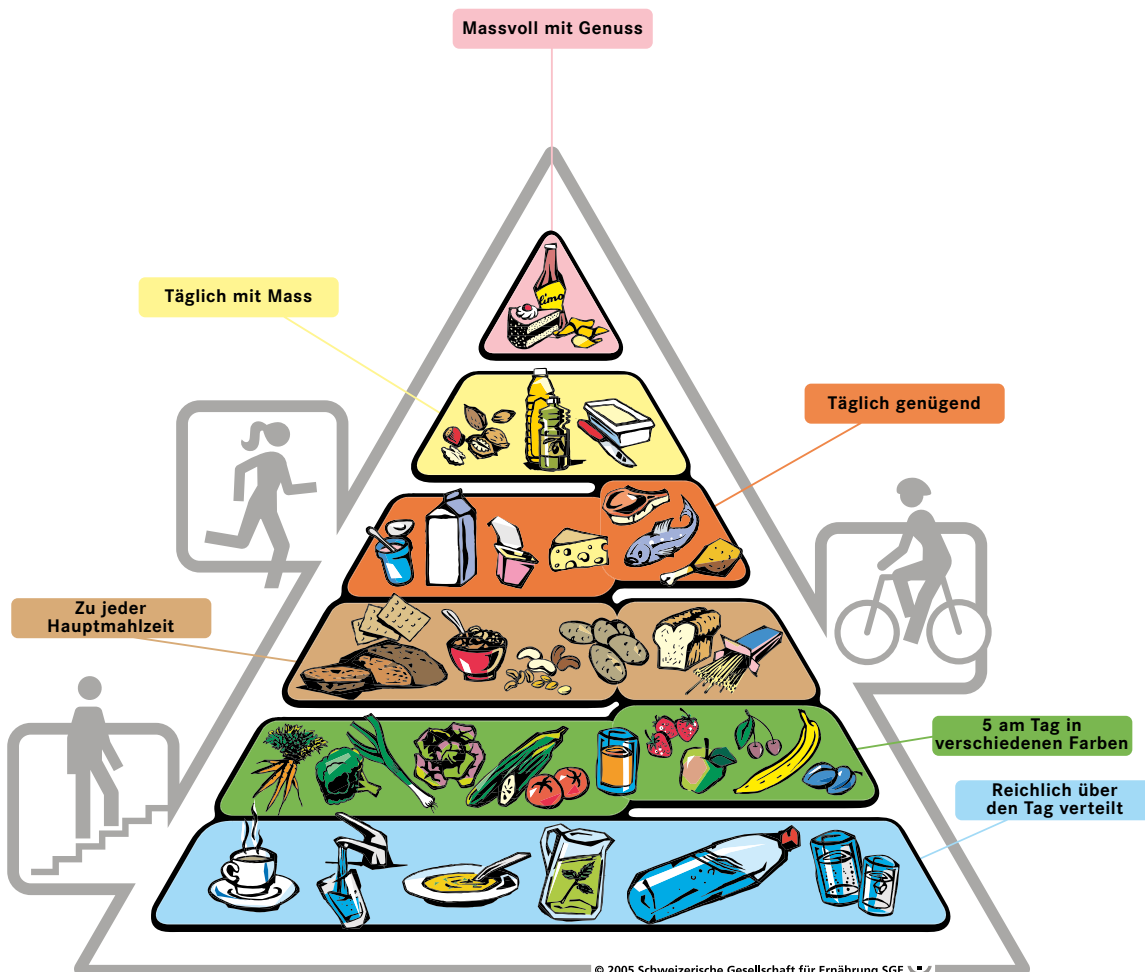 Massvoll mit Genuss
Täglich mit Mass
limo
Täglich genügend
Zu jeder
Hauptmahlzeit
5 am Tag in
verschiedenen Farben
Reichlich über
den Tag verteilt
© 2005 Schweizerische Gesellschaft für Ernährung SGE